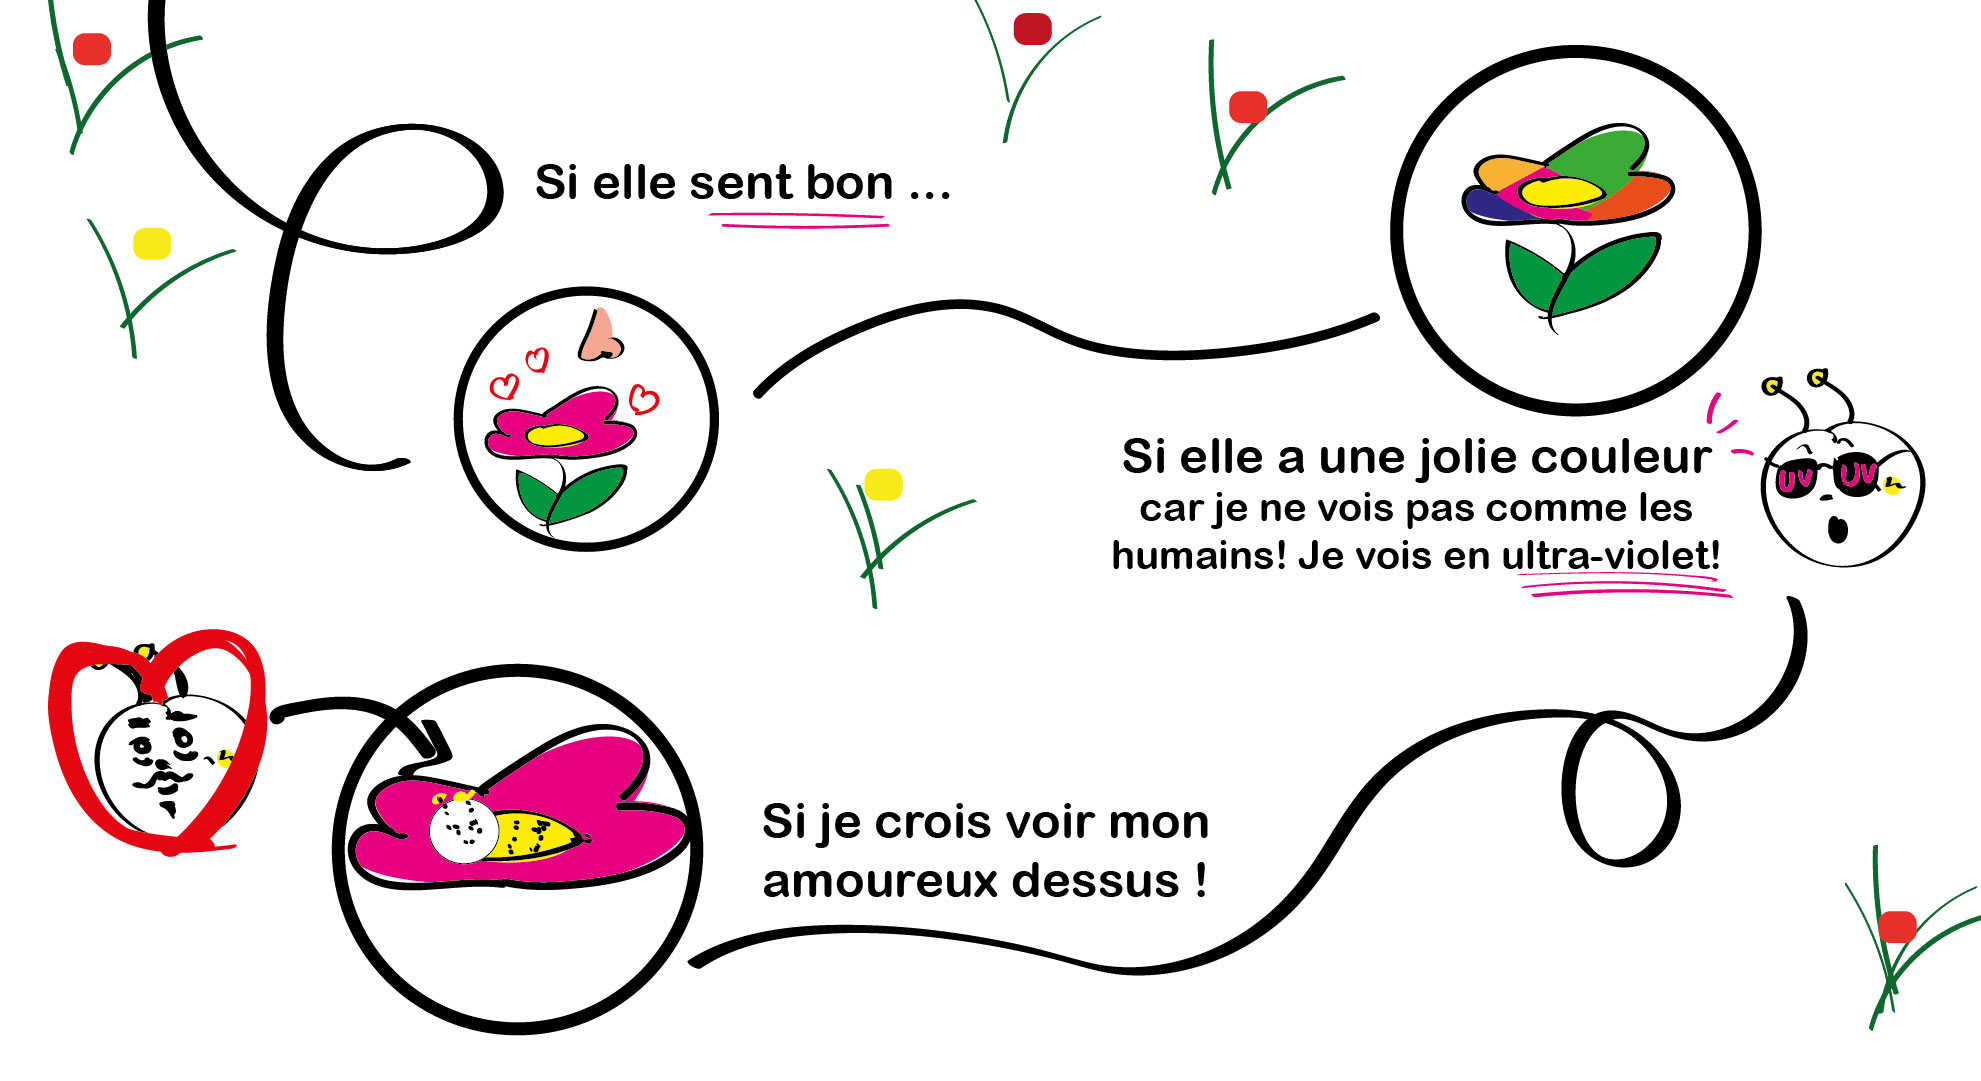 Si elle sent bon ...
Si elle a une jolie couleur
car je ne vois pas comme les
humains! Je vois en ultra-violet!
UV UV
Si je crois voir mon
amoureux dessus !